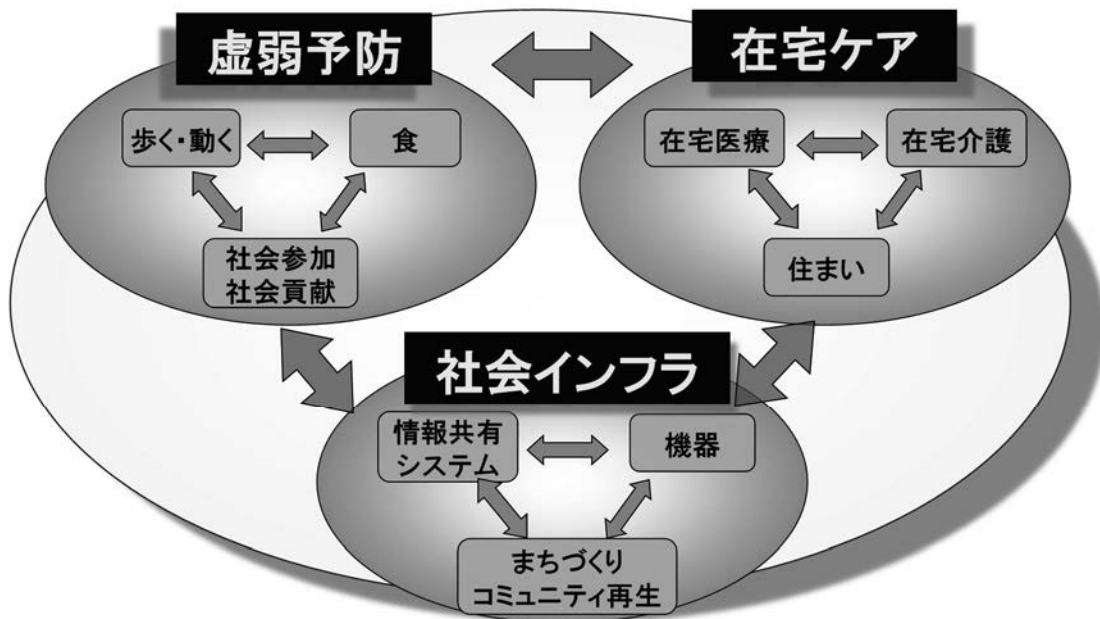 虚弱予防
在宅ケア
歩く・動く
食
社会参加
社会貢献
在宅医療
在宅介護
住まい
社会インフラ
情報共有
システム
機器
まちづくり
コミュニティ再生